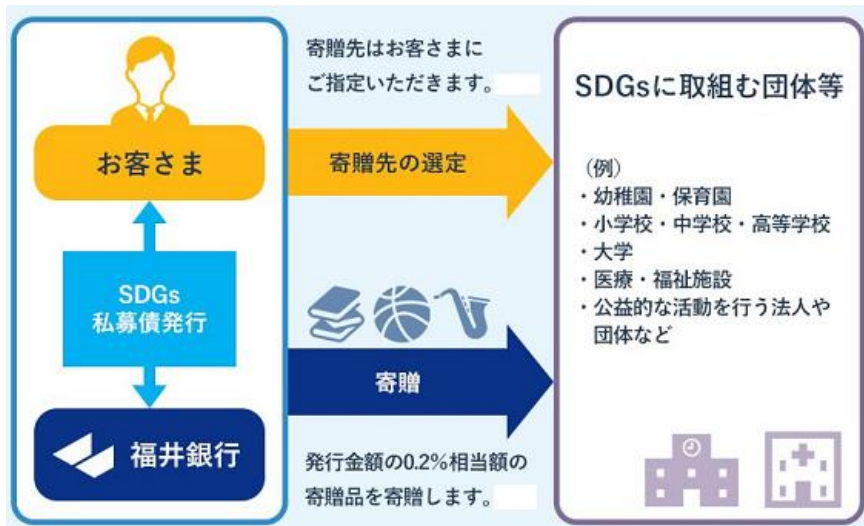 寄贈先はお客さまに
ご指定いただきます。
お客さま
寄贈先の選定
SDGs
私募債発行
寄贈
福井銀行
発行金額の0.2%相当額の
寄贈品を寄贈します。
SDGsに取組む団体等
（例）
・幼稚園・保育園
・小学校・中学校・高等学校
・大学
・医療・福祉施設
・公益的な活動を行う法人や
団体など